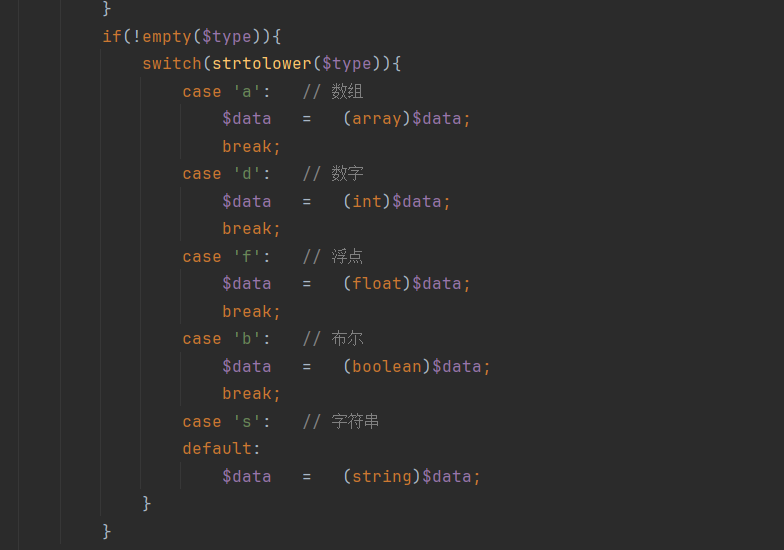 }
if(!empty($type)){
switch(strtolower($type)){
case 'a':   // 数组
$data   =   (array)$data;
break;
case 'd':   // 数字
$data   =   (int)$data;
break;
case 'f':   // 浮点
$data   =   (float)$data;
break;
case 'b':   // 布尔
$data   =   (boolean)$data;
break;
case 's':   // 字符串
default:
$data   =   (string)$data;
}
}